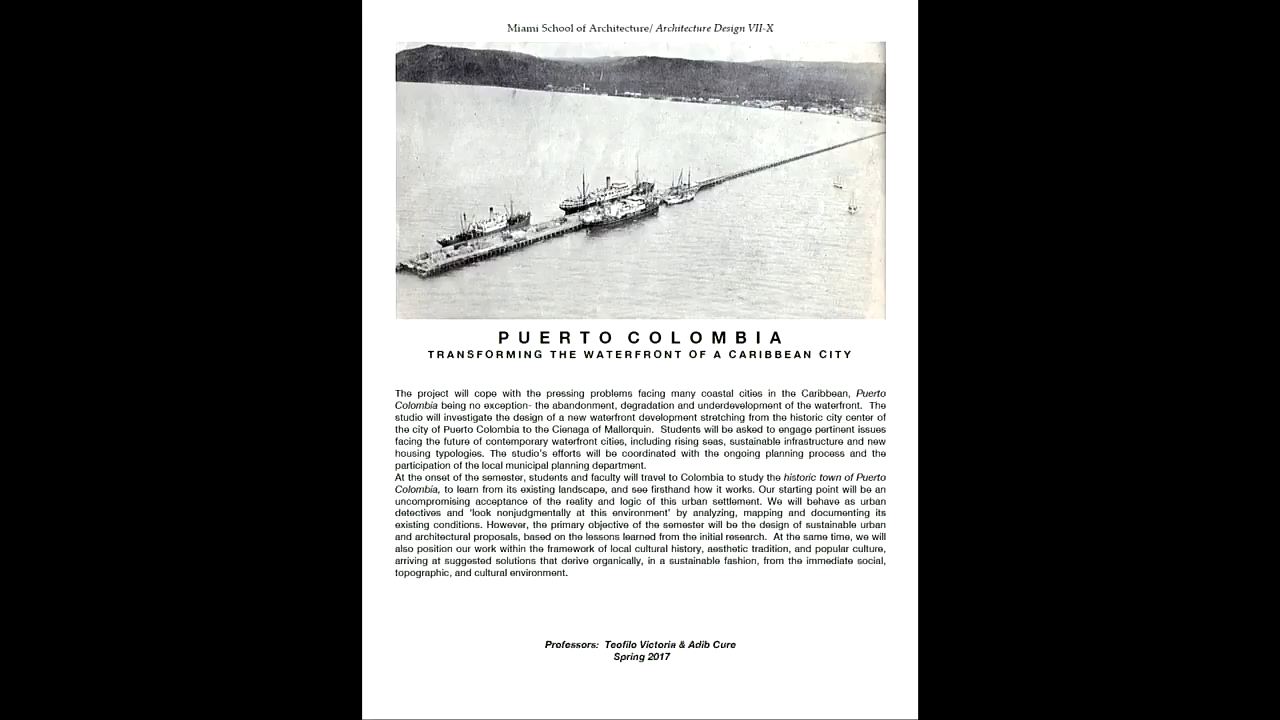 Miami School of Architecture/ Architecture Design VII-X
PUERTO COLOMBIA
TRANSFORMING THE WATERFRONT OF A CARIBBEAN CITY
The project will cope with the pressing problems facing many coastal cities in the Caribbean, Puerto
Colombia being no exception- the abandonment, degradation and underdevelopment of the waterfront. The
studio will investigate the design of a new waterfront development stretching from the historic city center of
the city of Puerto Colombia to the Cienaga of Mallorquin. Students will be asked to engage pertinent issues
facing the future of contemporary waterfront cities, including rising seas, sustainable infrastructure and new
housing typologies. The studio's efforts will be coordinated with the ongoing planning process and the
participation of the local municipal planning department.
At the onset of the semester, students and faculty will travel to Colombia to study the historic town of Puerto
Colombia, to learn from its existing landscape, and see firsthand how it works. Our starting point will be an
uncompromising acceptance of the reality and logic of this urban settlement. We will behave as urban
detectives and 'look nonjudgmentally at this environment' by analyzing, mapping and documenting its
existing conditions. However, the primary objective of the semester will be the design of sustainable urban
and architectural proposals, based on the lessons learned from the initial research. At the same time, we will
also position our work within the framework of local cultural history, aesthetic tradition, and popular culture,
arriving at suggested solutions that derive organically, in a sustainable fashion, from the immediate social,
topographic, and cultural environment.
Professors: Teofilo Victoria & Adib Cure
Spring 2017